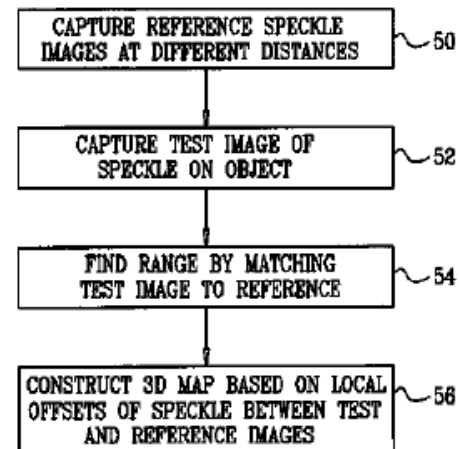 CAPTURE REFERENCE SPECKLE
IMAGES AT DIFFERENT DISTANCES
50
CAPTURE TEST IMAGE OF
SPECKLE ON OBJECT
52
FIND RANGE BY MATCHING
TEST IMAGE TO REFERENCE
54
CONSTRUCT 3D MAP BASED ON LOCAL
OFFSETS OF SPECKLE BETWEEN TEST
AND REFERENCE IMAGES
56